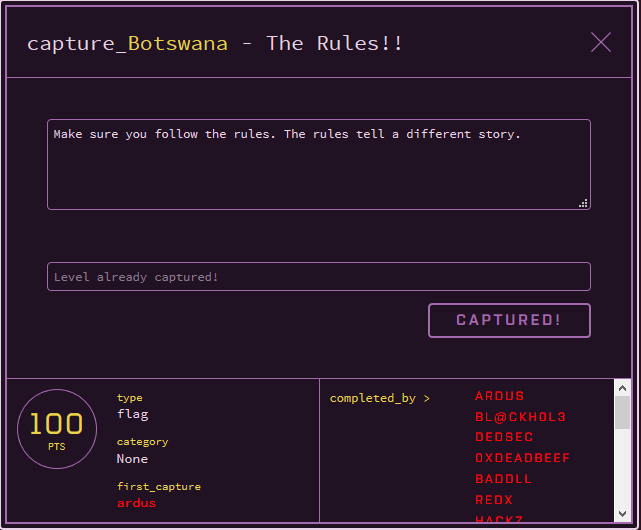 capture_Botswana - The Rules!!
Make sure you follow the rules. The rules tell a different story.
Level already captured!
CAPTURED!
100
PTS
type
flag
category
None
first_capture
ardus
completed_by >
ARDUS
BL@CKH0L3
DEDSEC
0XDEADBEEF
BADDLL
REDX
HACKZ